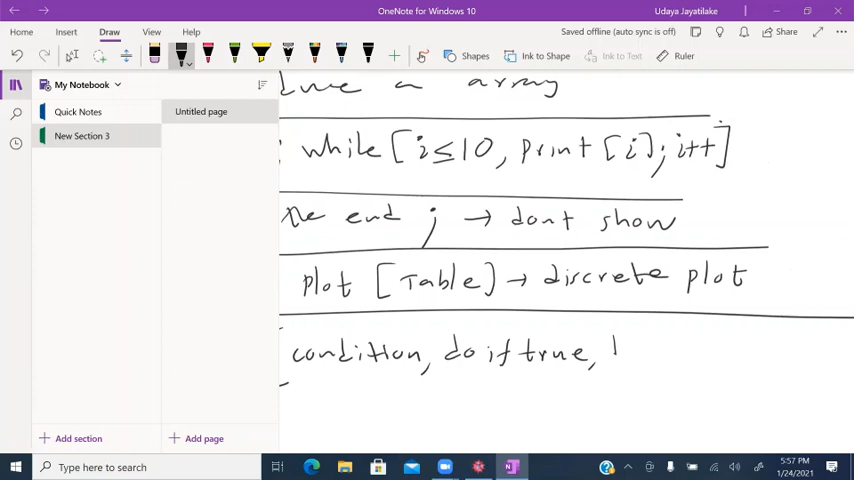 OneNote for Windows 10
Udaya Jayatilake
Home Insert Draw View Help
Saved offline (auto sync is off)
Share
Shapes Ink to Shape Ink to Text Ruler
My Notebook
Quick Notes
New Section 3
Untitled page
a array
; while [i≤10, print [i]; i++]
the end ; → dont show
plot [Table] → discrete plot
[condition, do if true,
+ Add section
+ Add page
Type here to search
5:57 PM
1/24/2021